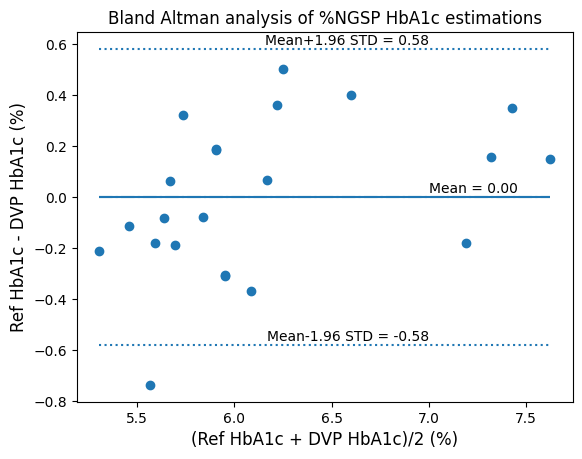 Bland Altman analysis of %NGSP HbA1c estimations
Ref HbA1c - DVP HbA1c (%)
0.6
0.4
0.2
0.0
−0.2
−0.4
−0.6
−0.8
Mean+1.96 STD = 0.58
Mean = 0.00
Mean-1.96 STD = -0.58
5.5
6.0
6.5
7.0
7.5
(Ref HbA1c + DVP HbA1c)/2 (%)